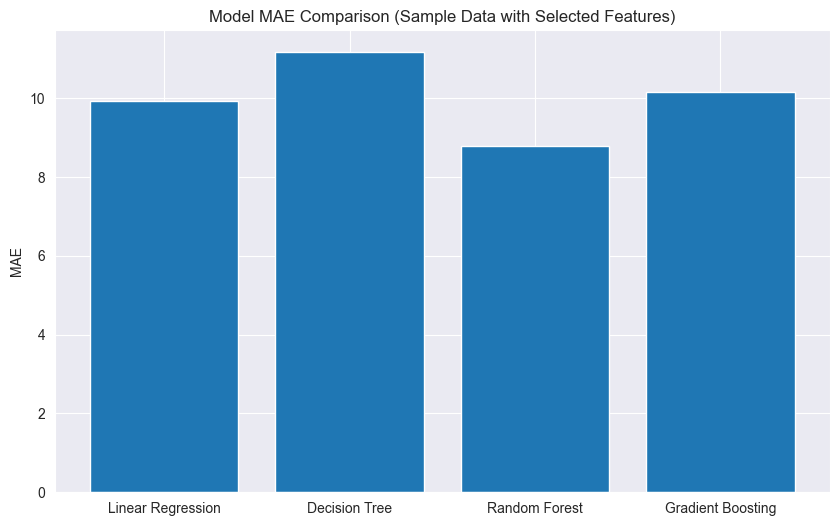 Model MAE Comparison (Sample Data with Selected Features)
10
8
6
4
2
0
MAE
Linear Regression
Decision Tree
Random Forest
Gradient Boosting